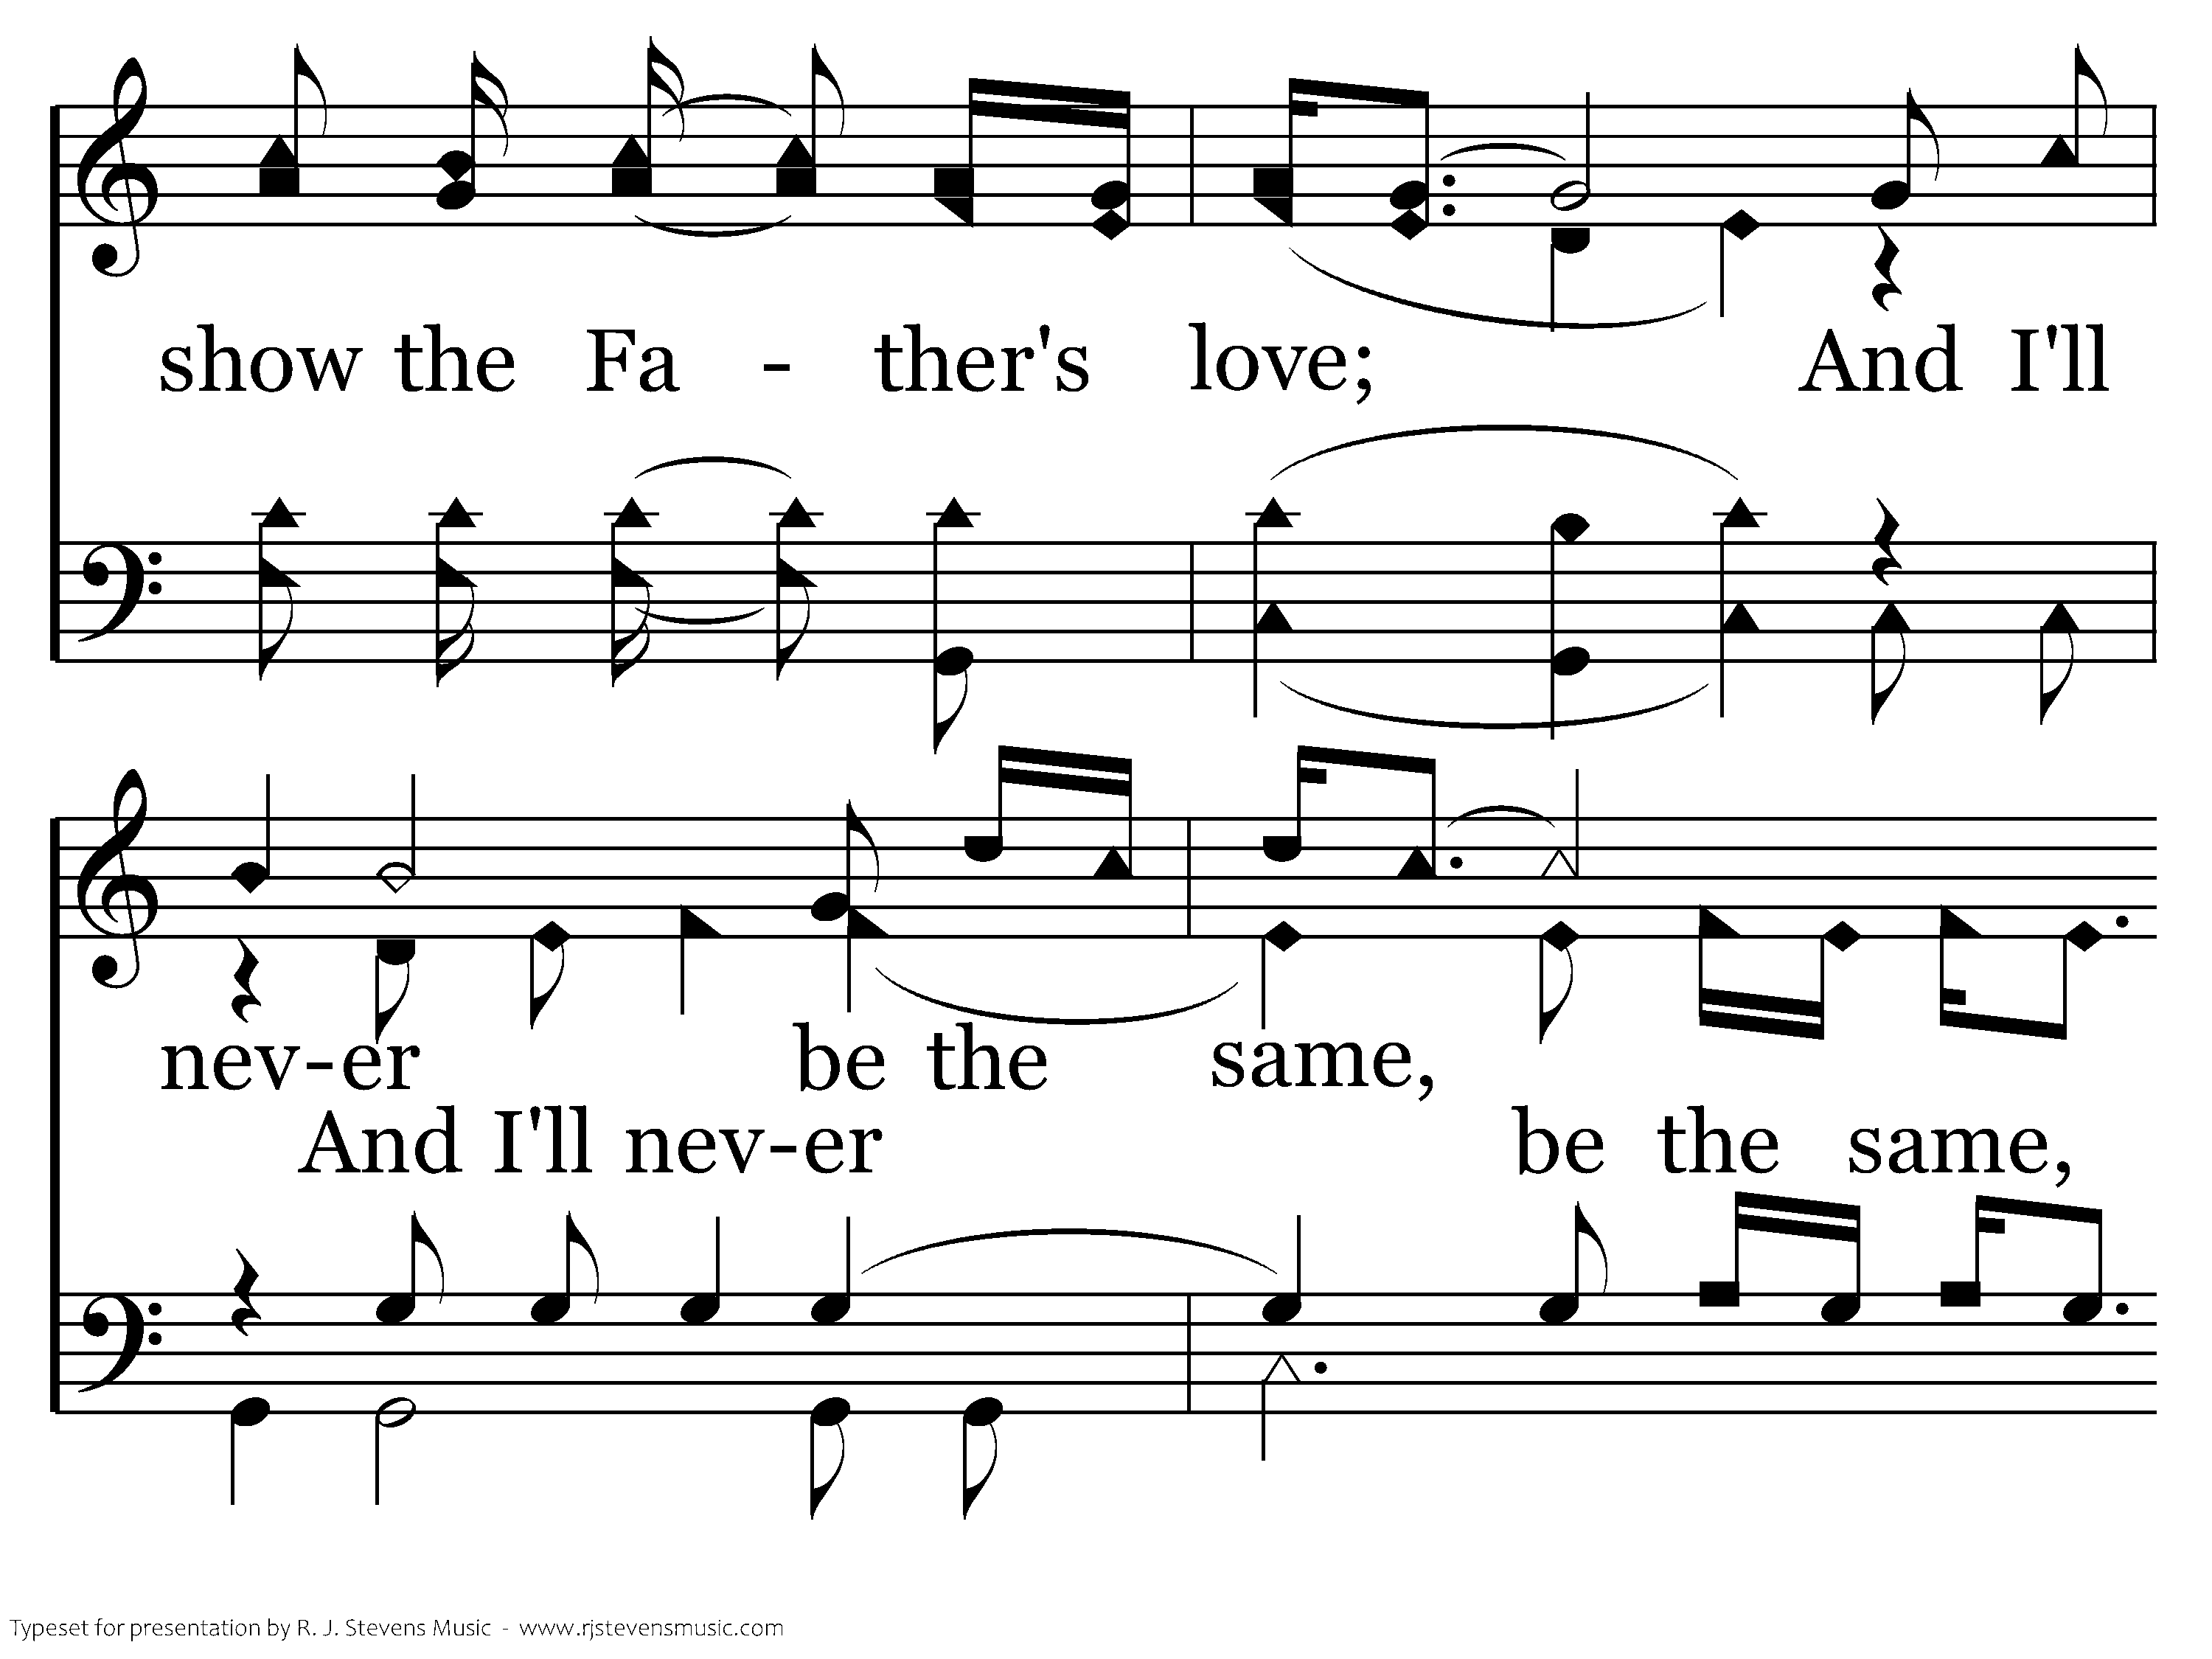 show the Fa - ther's love; And I'll
nev-er be the same,
And I'll nev-er be the same,
Typeset for presentation by R. J. Stevens Music - www.rjstevensmusic.com